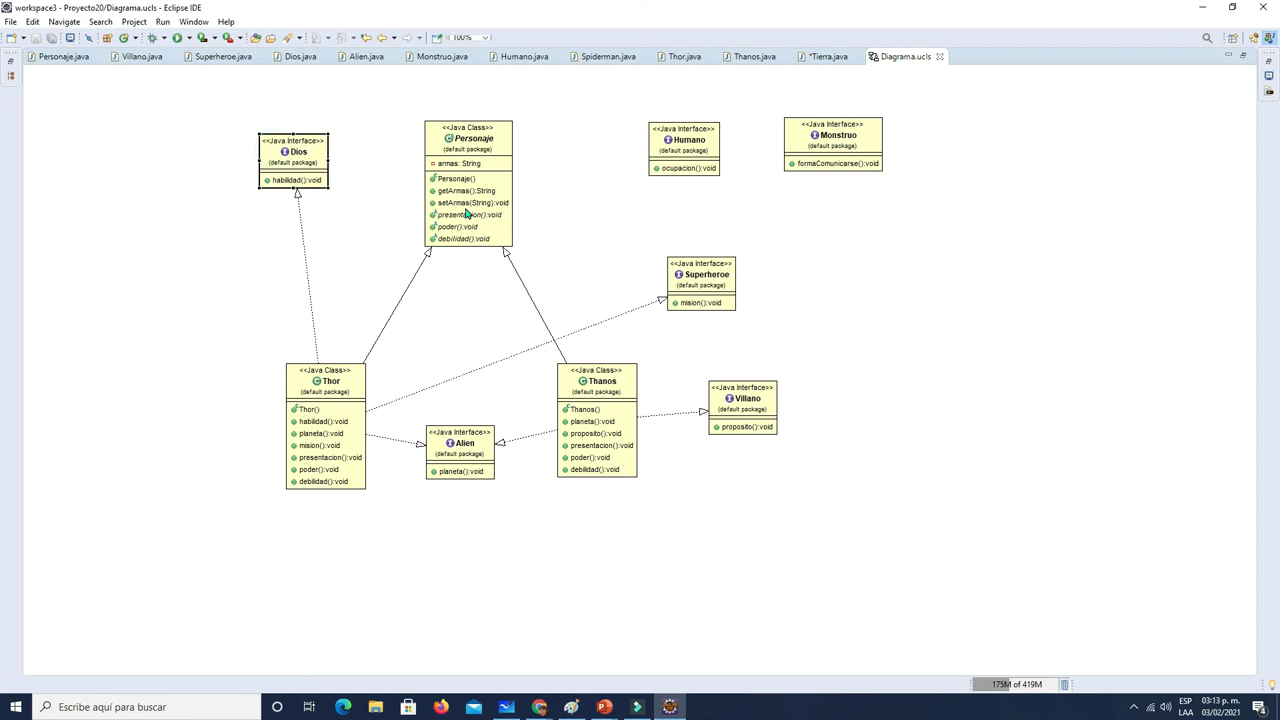 workspace3 - Proyecto20/Diagrama.ucls - Eclipse IDE
File Edit Navigate Search Project Run Window Help
100%
Personaje.java Villano.java Superheroe.java Dios.java Alien.java Monstruo.java Humano.java Spiderman.java Thor.java Thanos.java *Tierra.java Diagrama.ucls
<<Java Interface>>
Dios
(default package)
habilidad():void
<<Java Class>>
Personaje
(default package)
armas: String
Personaje()
getArmas():String
setArmas(String):void
presentacion():void
poder():void
debilidad():void
<<Java Interface>>
Humano
(default package)
ocupacion():void
<<Java Interface>>
Monstruo
(default package)
formaComunicarse():void
<<Java Interface>>
Superheroe
(default package)
mision():void
<<Java Class>>
Thor
(default package)
Thor()
habilidad():void
planeta():void
mision():void
presentacion():void
poder():void
debilidad():void
<<Java Interface>>
Alien
(default package)
planeta():void
<<Java Class>>
Thanos
(default package)
Thanos()
planeta():void
proposito():void
presentacion():void
poder():void
debilidad():void
<<Java Interface>>
Villano
(default package)
proposito():void
175M of 419M
Escribe aquí para buscar
ESP
LAA
03:13 p. m.
03/02/2021
4